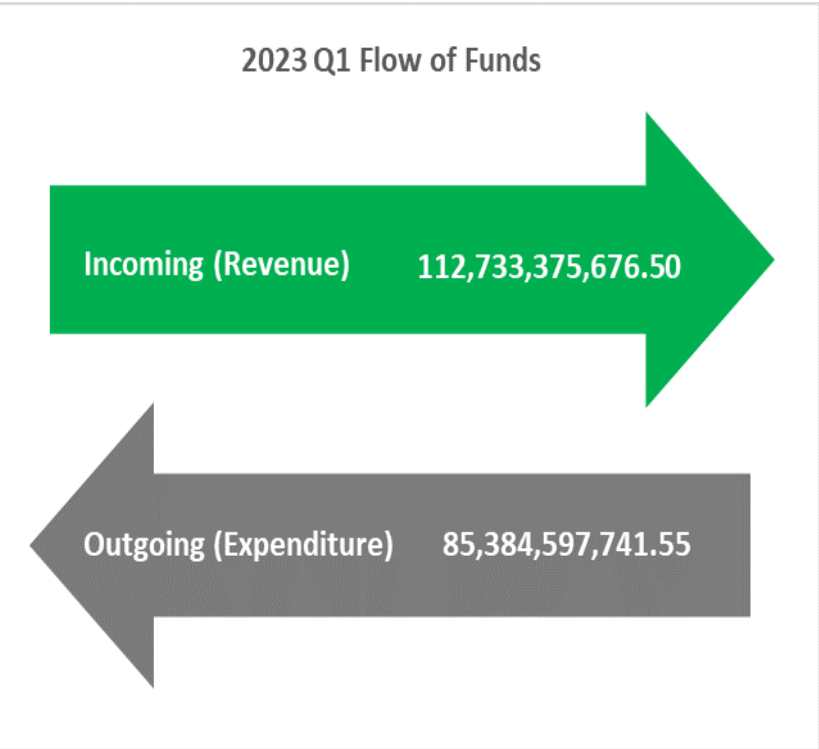 2023 Q1 Flow of Funds
Incoming (Revenue) 112,733,375,676.50
Outgoing (Expenditure) 85,384,597,741.55